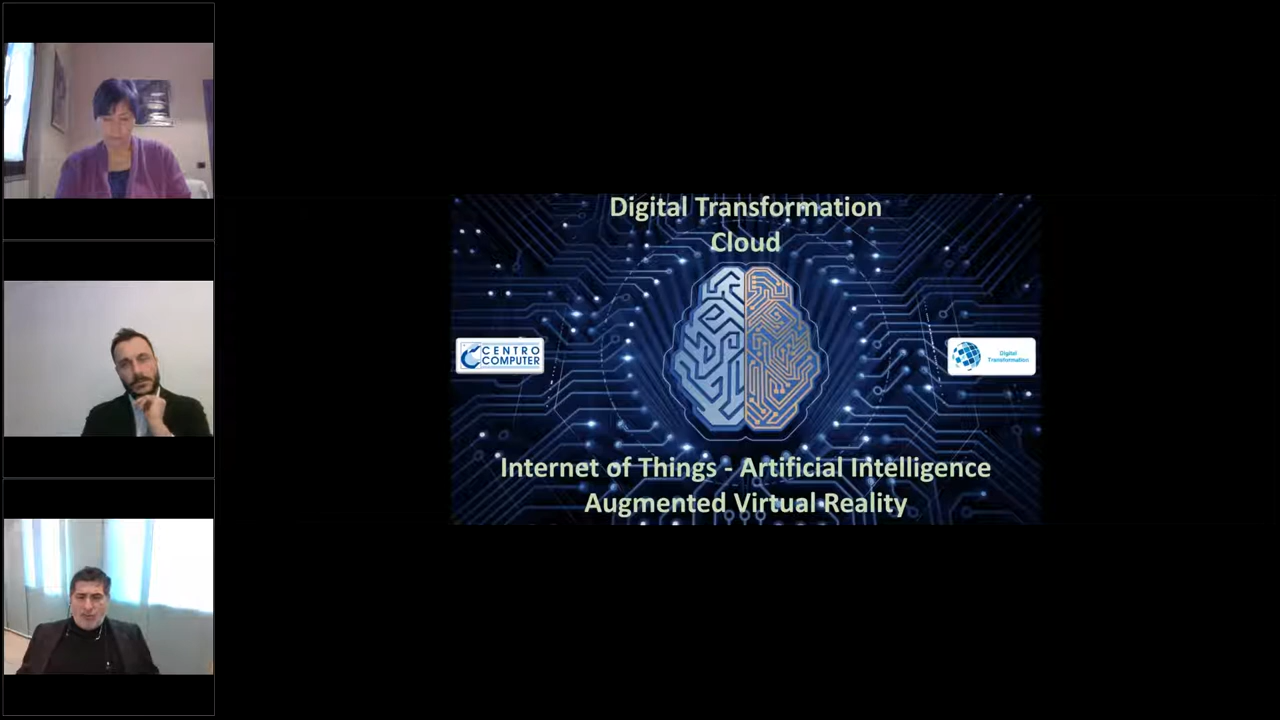 Digital Transformation
Cloud
CENTRO
COMPUTER
Digital
Transformation
Internet of Things - Artificial Intelligence
Augmented Virtual Reality